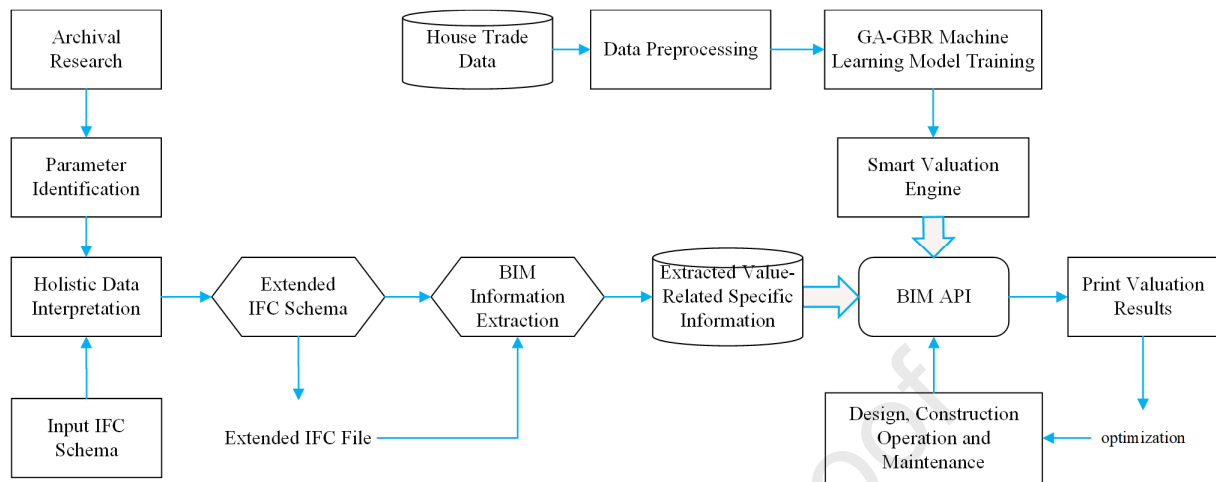 Archival
Research
House Trade
Data
Data Preprocessing
GA-GBR Machine
Learning Model Training
Parameter
Identification
Smart Valuation
Engine
Holistic Data
Interpretation
Extended
IFC Schema
BIM
Information
Extraction
Extracted Value-
Related Specific
Information
BIM API
Print Valuation
Results
Input IFC
Schema
Extended IFC File
Design, Construction
Operation and
Maintenance
optimization
oof